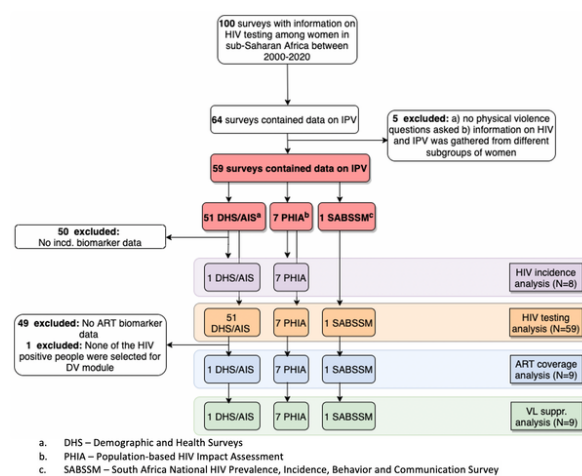 100 surveys with information on
HIV testing among women in
sub-Saharan Africa between
2000-2020
64 surveys contained data on IPV
5 excluded: a) no physical violence
questions asked b) information on HIV
and IPV was gathered from different
subgroups of women
59 surveys contained data on IPV
51 DHS/AISa
7 PHIAb
1 SABSSMc
50 excluded:
No incd. biomarker data
1 DHS/AIS
7 PHIA
HIV incidence
analysis (N=8)
51
DHS/AIS
7 PHIA
1 SABSSM
HIV testing
analysis (N=59)
49 excluded: No ART biomarker
data
1 excluded: None of the HIV
positive people were selected for
DV module
1 DHS/AIS
7 PHIA
1 SABSSM
ART coverage
analysis (N=9)
1 DHS/AIS
7 PHIA
1 SABSSM
VL suppr.
analysis (N=9)
a. DHS – Demographic and Health Surveys
b. PHIA – Population-based HIV Impact Assessment
c. SABSSM – South Africa National HIV Prevalence, Incidence, Behavior and Communication Survey